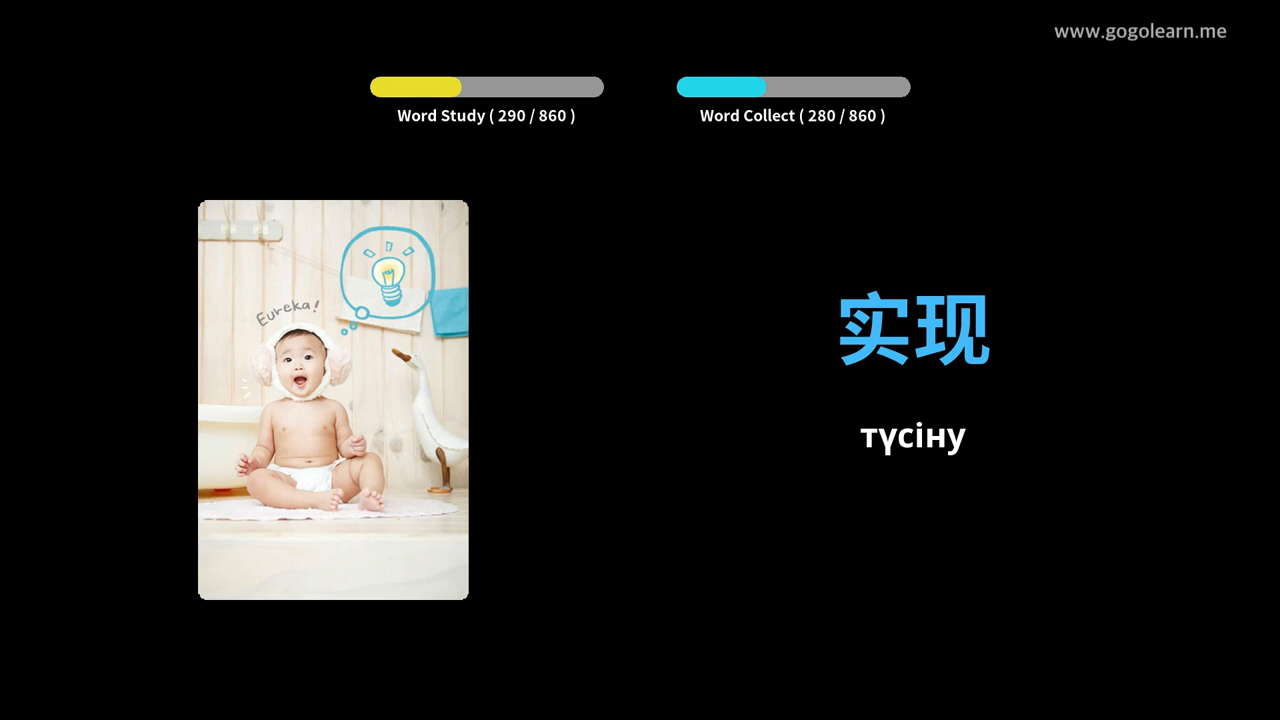 www.gogolearn.me
Word Study ( 290 / 860 )
Word Collect ( 280 / 860 )
Eureka!
实现
түсіну